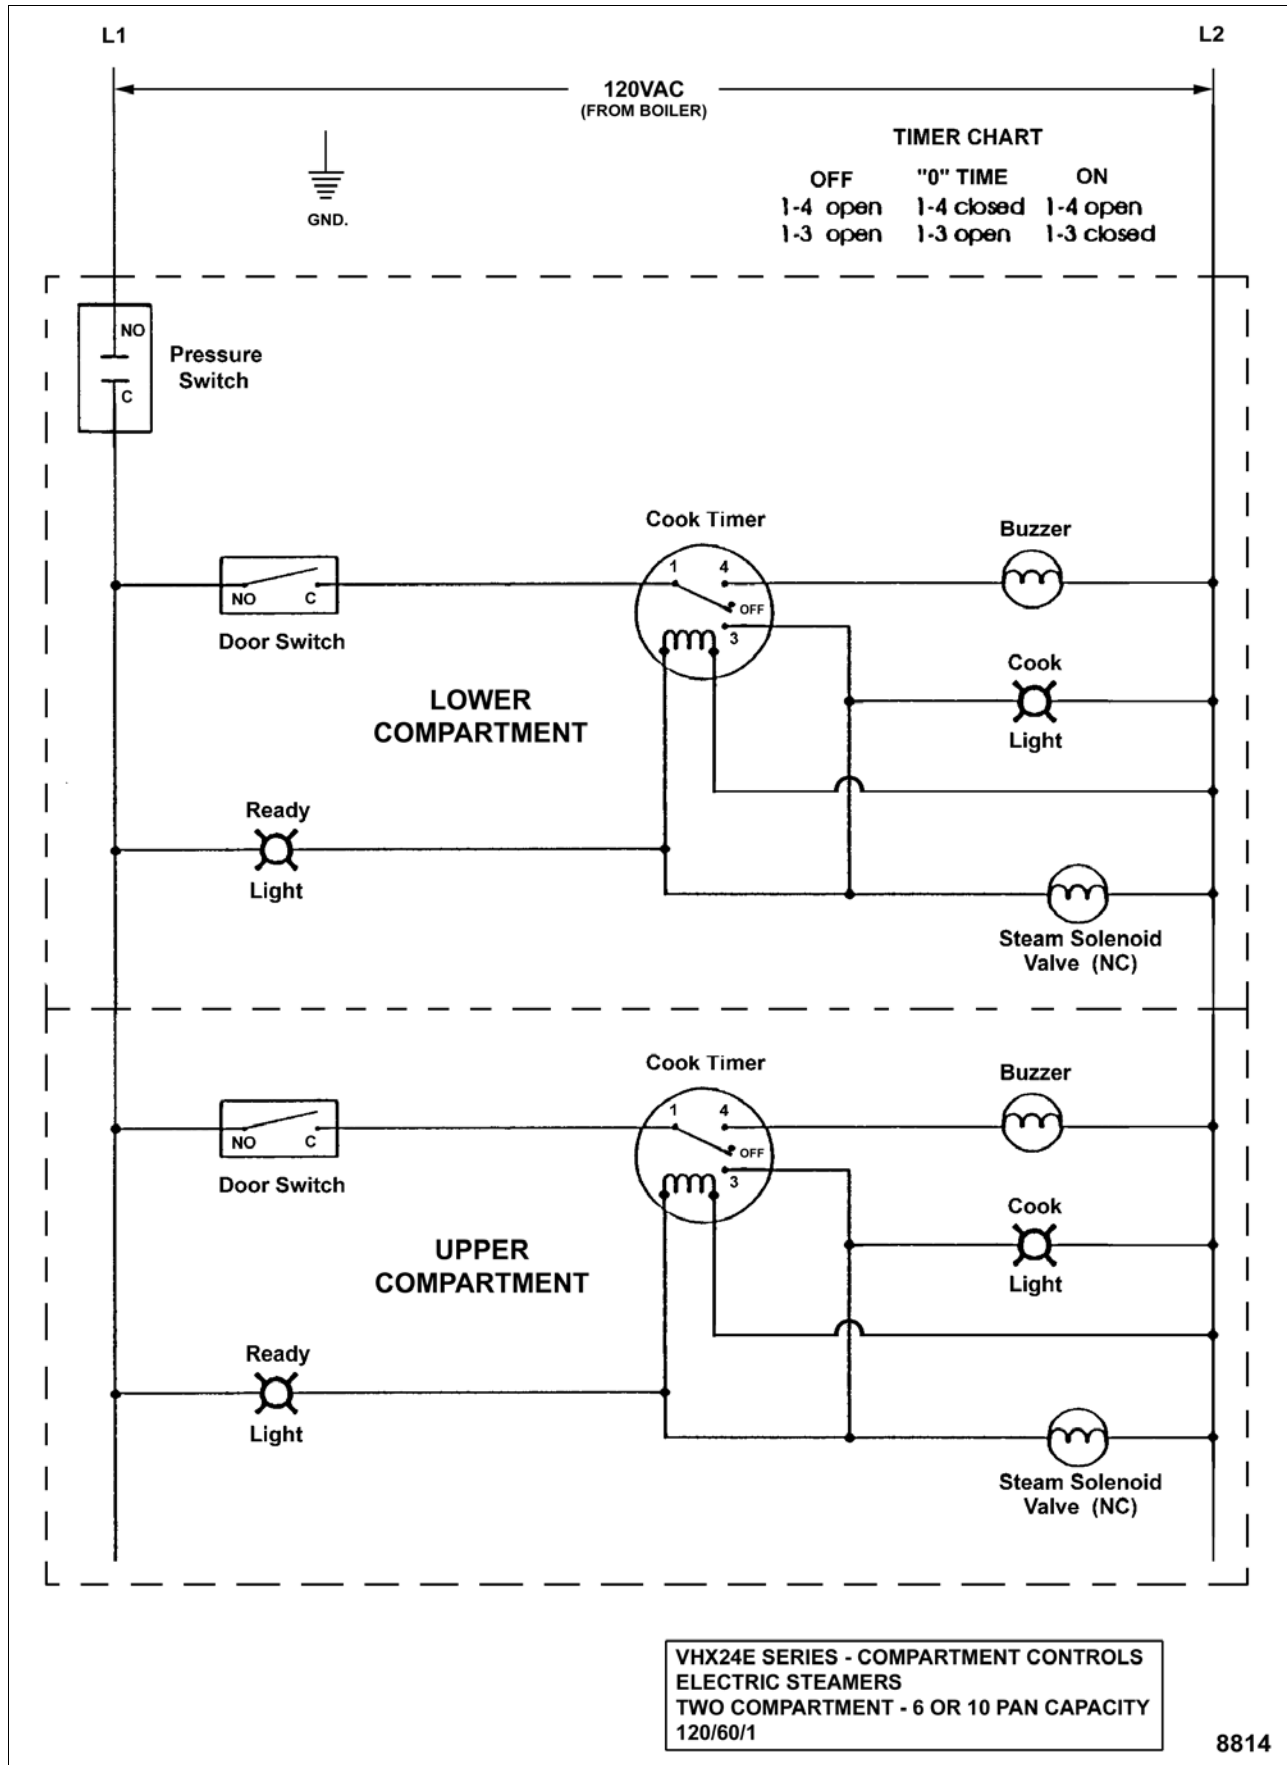 L1
L2
120VAC
(FROM BOILER)
GND.
TIMER CHART
OFF "0" TIME ON
1-4 open 1-4 closed 1-4 open
1-3 open 1-3 open 1-3 closed
NO
C
Pressure
Switch
Cook Timer
1 4
OFF
3
Buzzer
NO C
Door Switch
LOWER
COMPARTMENT
Cook
Light
Ready
Light
Steam Solenoid
Valve (NC)
Cook Timer
1 4
OFF
3
Buzzer
NO C
Door Switch
UPPER
COMPARTMENT
Cook
Light
Ready
Light
Steam Solenoid
Valve (NC)
VHX24E SERIES - COMPARTMENT CONTROLS
ELECTRIC STEAMERS
TWO COMPARTMENT - 6 OR 10 PAN CAPACITY
120/60/1
8814